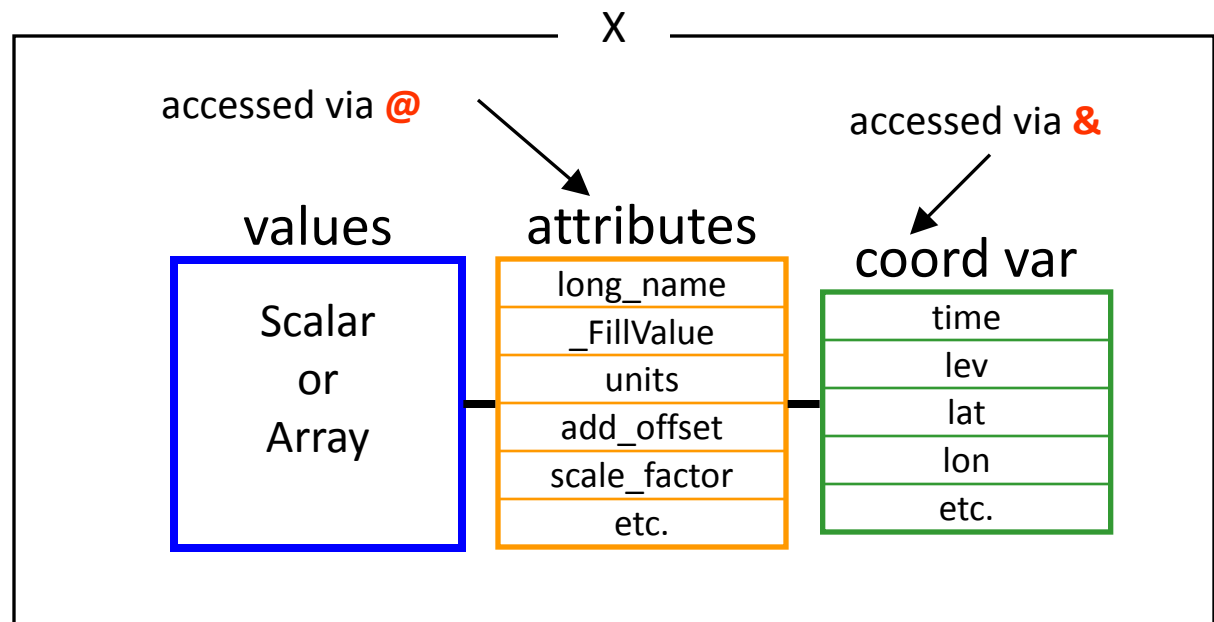 X
accessed via @
accessed via &
values
attributes
coord var
Scalar
or
Array
long_name
_FillValue
units
add_offset
scale_factor
etc.
time
lev
lat
lon
etc.